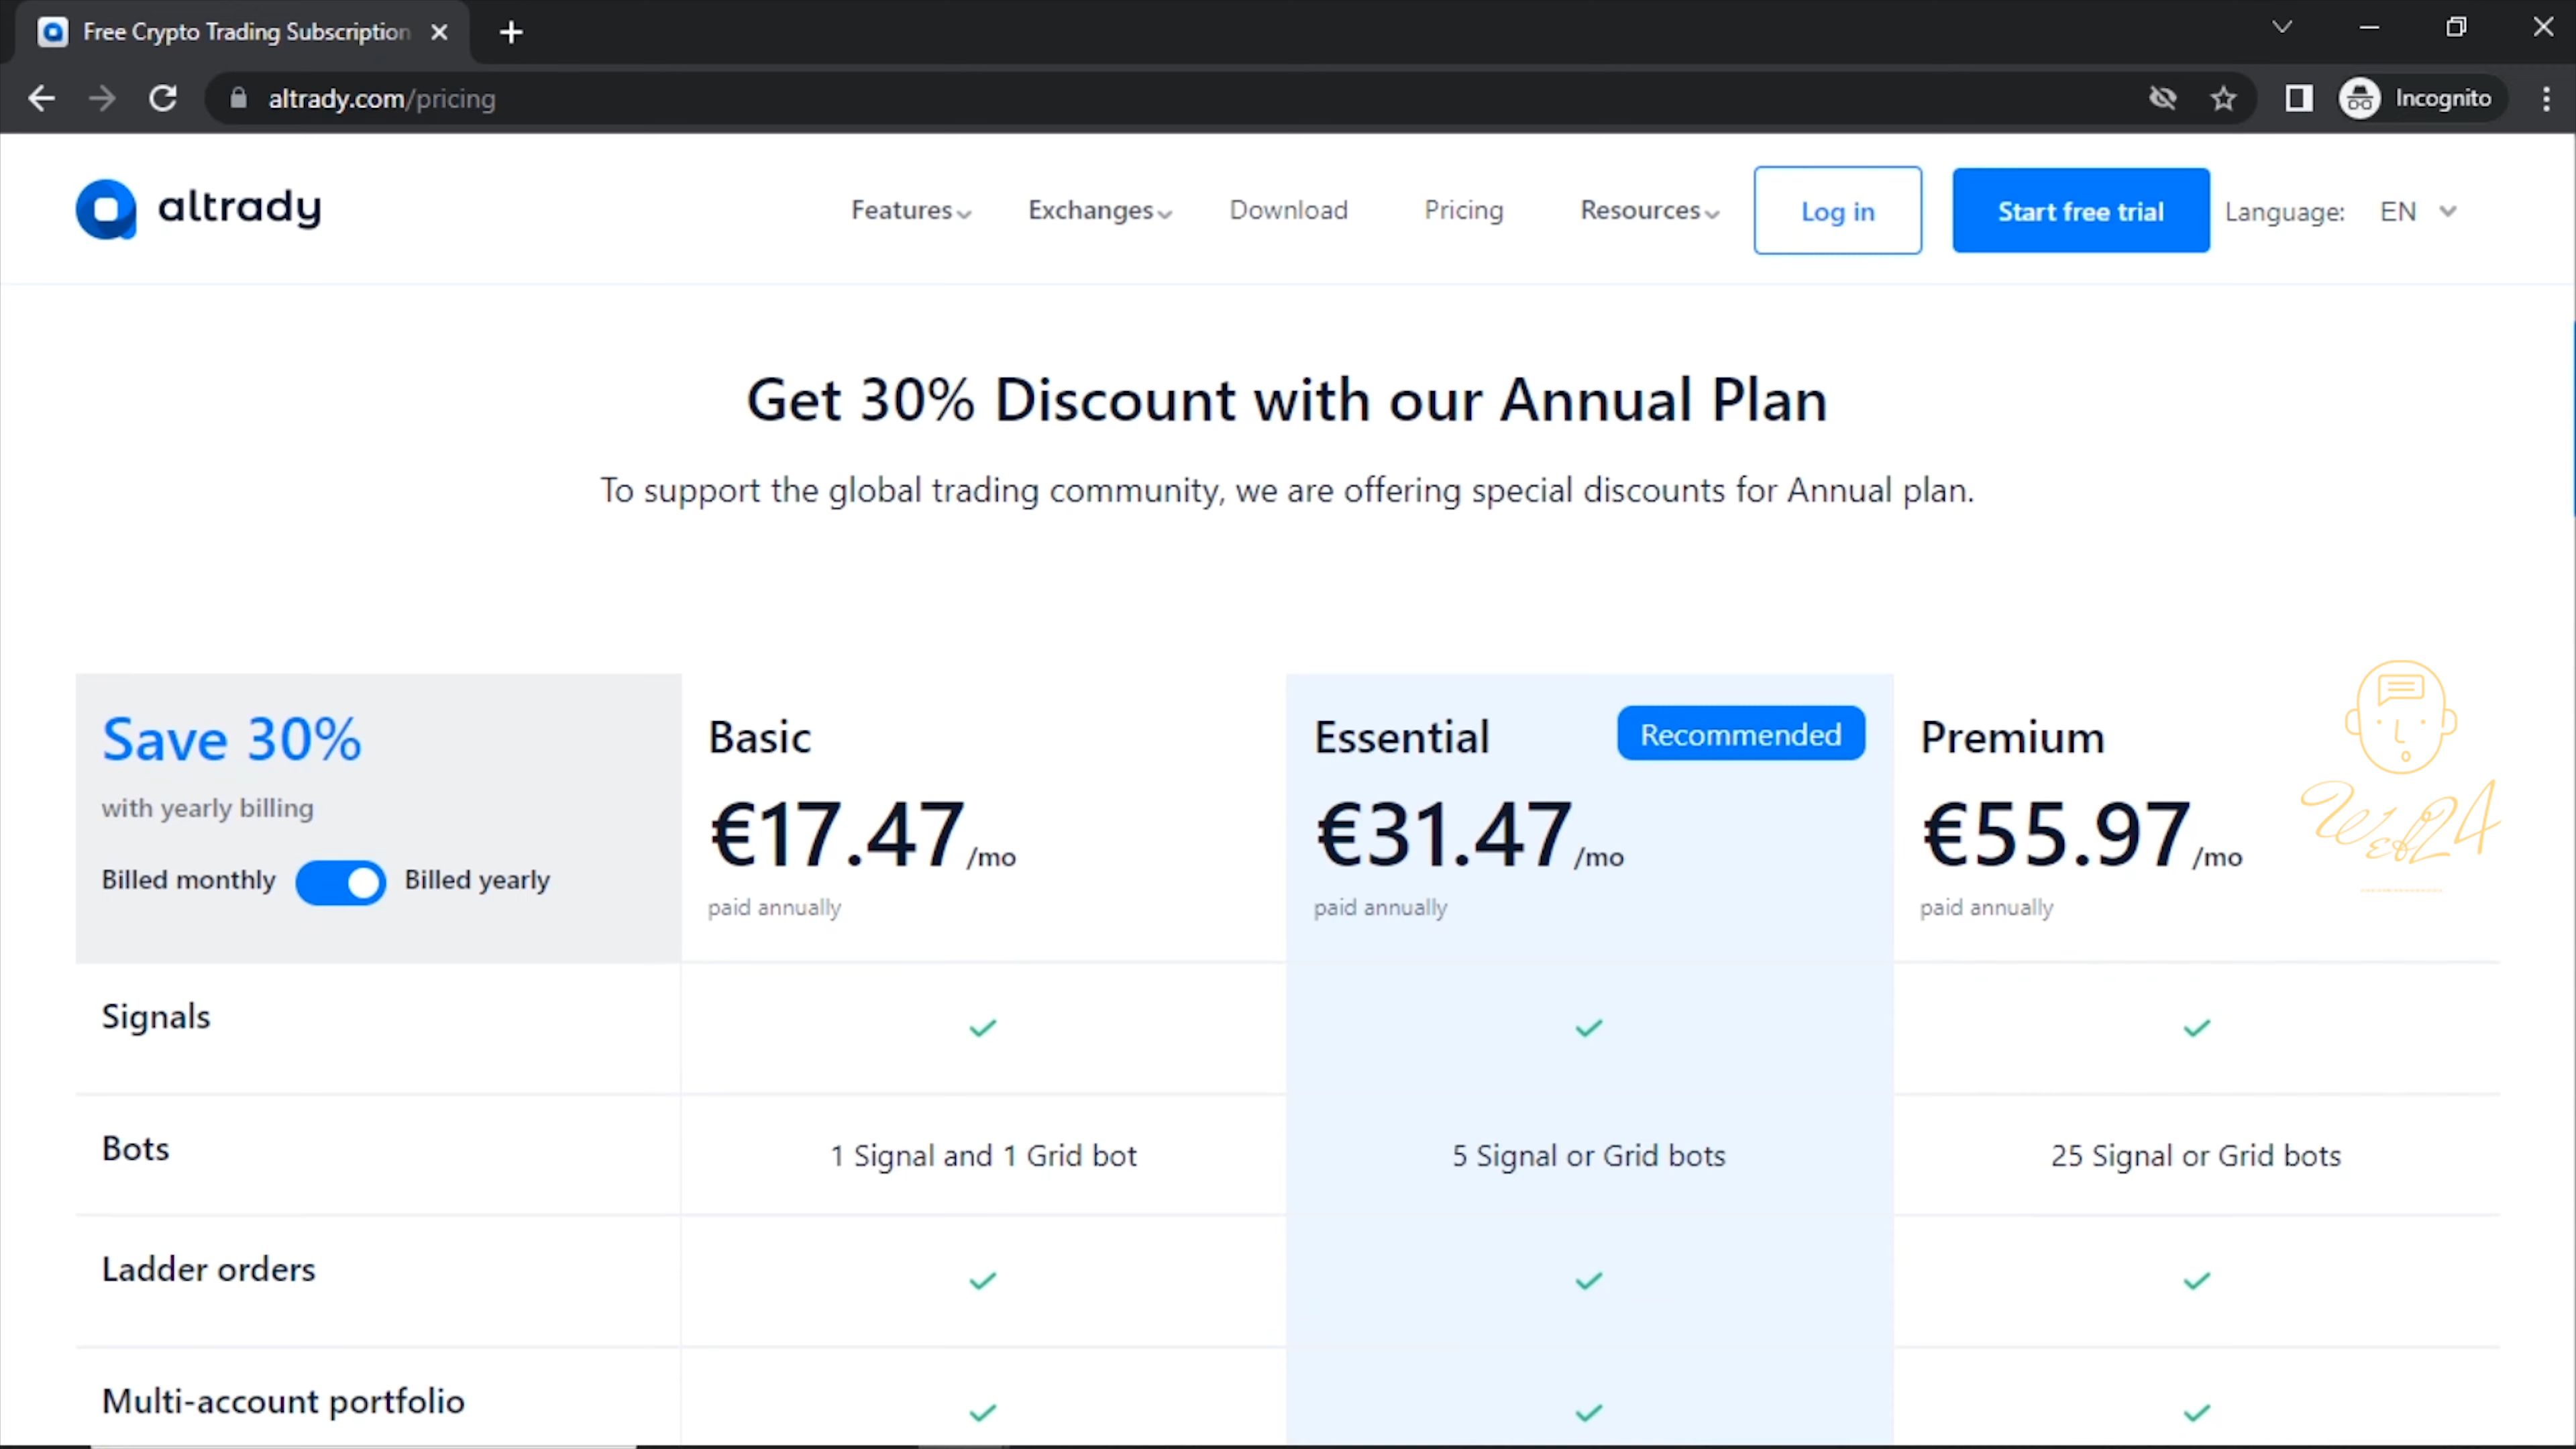 Free Crypto Trading Subscription
altrady.com/pricing
Incognito
altrady
Features
Exchanges
Download
Pricing
Resources
Log in
Start free trial
Language: EN
Get 30% Discount with our Annual Plan
To support the global trading community, we are offering special discounts for Annual plan.
Save 30%
with yearly billing
Billed monthly
Billed yearly
Basic
€17.47/mo
paid annually
Essential
Recommended
€31.47/mo
paid annually
Premium
€55.97/mo
paid annually
Web24
Signals
Bots
1 Signal and 1 Grid bot
5 Signal or Grid bots
25 Signal or Grid bots
Ladder orders
Multi-account portfolio